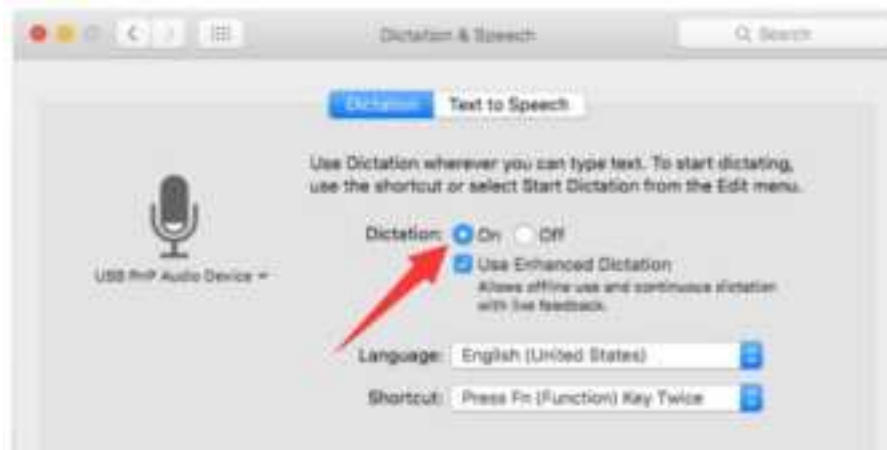 Dictation & Speech
Search
Dictation
Text to Speech
Use Dictation wherever you can type text. To start dictating,
use the shortcut or select Start Dictation from the Edit menu.
Dictation: On Off
Use Enhanced Dictation
Allows offline use and continuous dictation
with live feedback.
USB PnP Audio Device
Language: English (United States)
Shortcut: Press Fn (Function) Key Twice